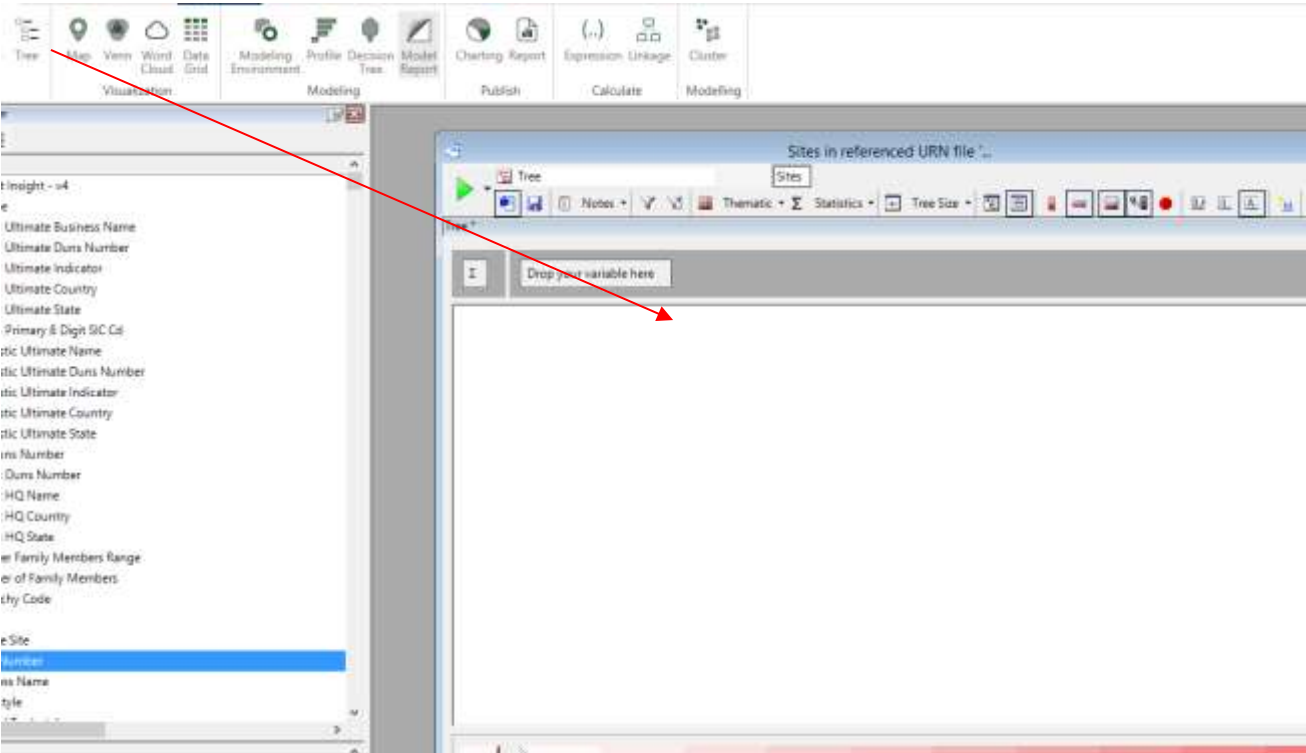 Tree Map Venn Word Cloud Data Grid Modeling Environment Profile Decision Tree Model Report Charting Report Expression Linkage Cluster
Visualization Modeling Publish Calculate Modelling
Sites in referenced URN file '...
Tree Sites
Notes Thematic Σ Statistics Tree Size
Tree *
Σ Drop your variable here
t Insight - v4
e
Ultimate Business Name
Ultimate Duns Number
Ultimate Indicator
Ultimate Country
Ultimate State
Primary 8 Digit SIC Cd
stic Ultimate Name
stic Ultimate Duns Number
stic Ultimate Indicator
stic Ultimate Country
stic Ultimate State
uns Number
Duns Number
HQ Name
HQ Country
HQ State
er Family Members Range
er of Family Members
chy Code
e Site
Number
ss Name
tyle